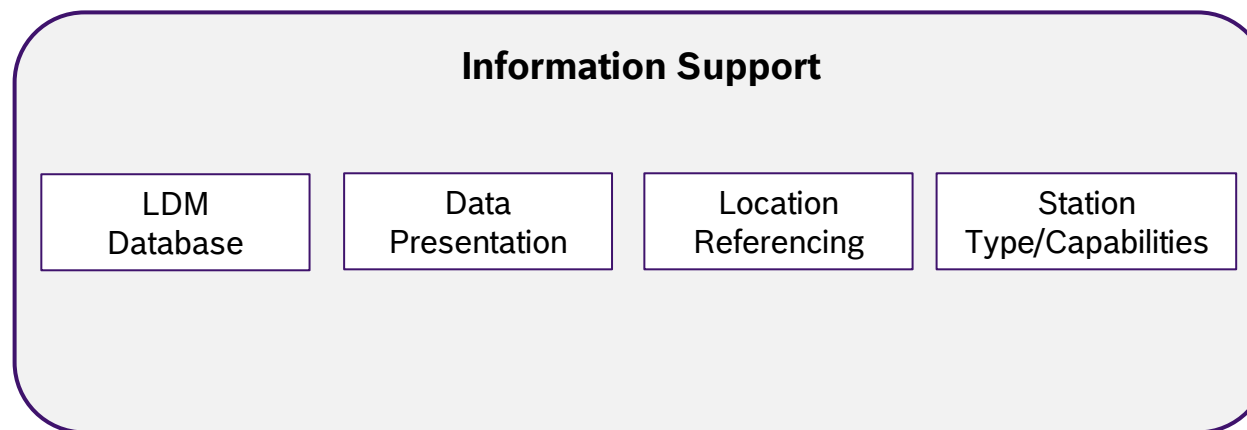 Information Support
LDM
Database
Data
Presentation
Location
Referencing
Station
Type/Capabilities